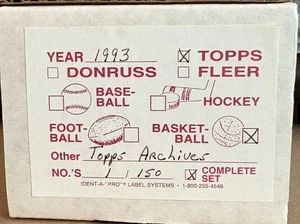 YEAR 1993 ☒ TOPPS
☐ DONRUSS ☐ FLEER
☐ BASE-
BALL ☐ HOCKEY
FOOT-
BALL ☐ BASKET-
BALL ☒
Other Topps Archives
NO.'S 1 / 150 ☒ COMPLETE
SET
IDENT-A-"PRO"® LABEL SYSTEMS • 1-800-255-4548